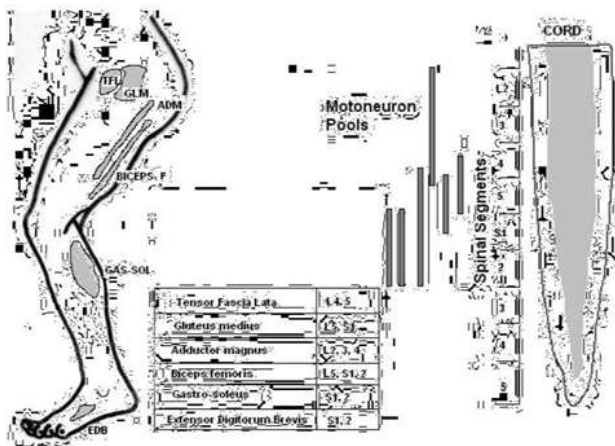 CORD
TFL
GLM
ADM
Motoneuron
Pools
BICEPS. F
Spinal Segments
S1
GAS-SOL
Tensor Fascia Lata L4, 5
Gluteus medius L5, S1
Adductor magnus L2, 3, 4
Biceps femoris L5, S1, 2
Gastro-soleus S1, 2
Extensor Digitorum Brevis S1, 2
EDB